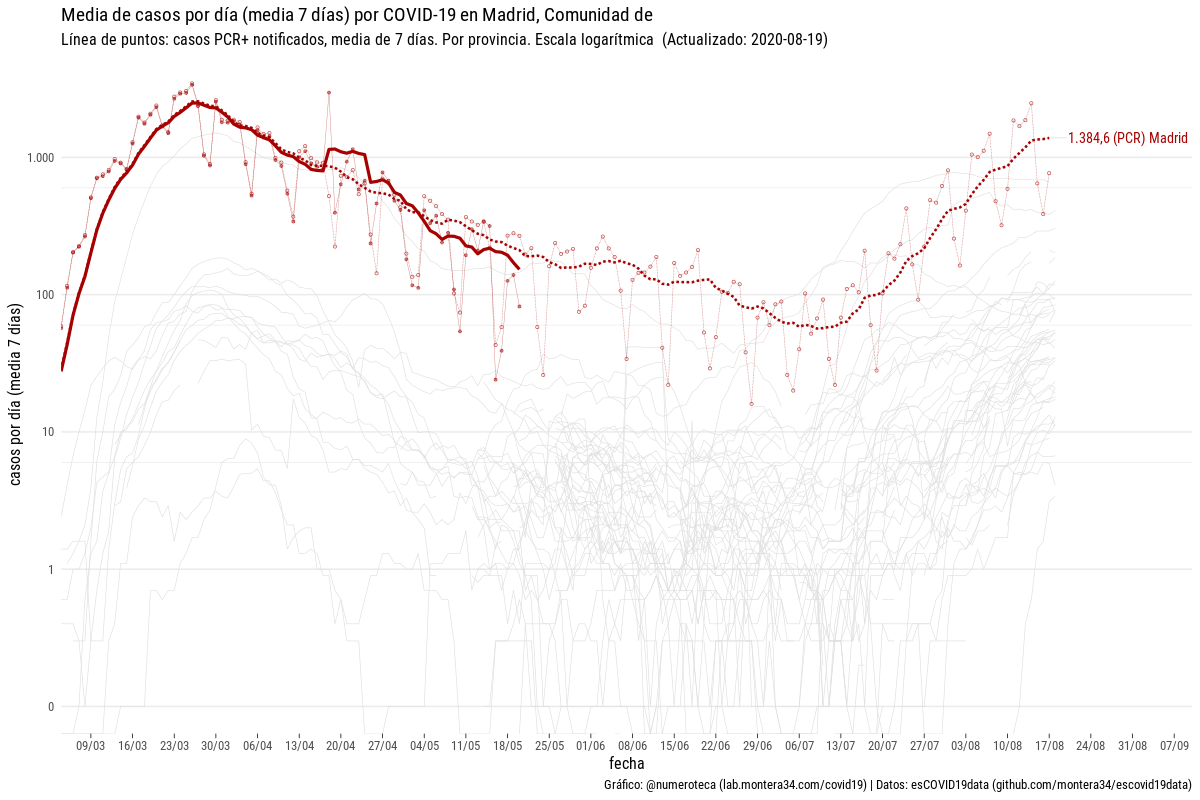 Media de casos por día (media 7 días) por COVID-19 en Madrid, Comunidad de
Línea de puntos: casos PCR+ notificados, media de 7 días. Por provincia. Escala logarítmica  (Actualizado: 2020-08-19)
casos por día (media 7 días)
1.000
100
10
1
0
1.384,6 (PCR) Madrid
09/03 16/03 23/03 30/03 06/04 13/04 20/04 27/04 04/05 11/05 18/05 25/05 01/06 08/06 15/06 22/06 29/06 06/07 13/07 20/07 27/07 03/08 10/08 17/08 24/08 31/08 07/09
fecha
Gráfico: @numeroteca (lab.montera34.com/covid19) | Datos: esCOVID19data (github.com/montera34/escovid19data)